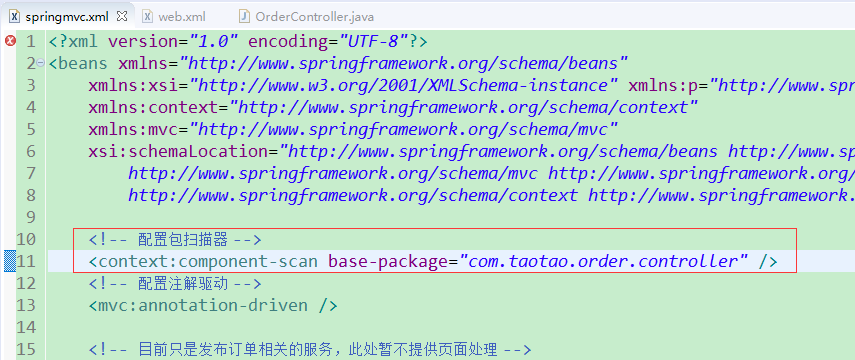 springmvc.xml web.xml OrderController.java
1 <?xml version="1.0" encoding="UTF-8"?>
2 <beans xmlns="http://www.springframework.org/schema/beans"
3 xmlns:xsi="http://www.w3.org/2001/XMLSchema-instance" xmlns:p="http://www.spr
4 xmlns:context="http://www.springframework.org/schema/context"
5 xmlns:mvc="http://www.springframework.org/schema/mvc"
6 xsi:schemaLocation="http://www.springframework.org/schema/beans http://www.sp
7 http://www.springframework.org/schema/mvc http://www.springframework.
8 http://www.springframework.org/schema/context http://www.springframew
9
10 <!-- 配置包扫描器 -->
11 <context:component-scan base-package="com.taotao.order.controller" />
12 <!-- 配置注解驱动 -->
13 <mvc:annotation-driven />
14
15 <!-- 目前只是发布订单相关的服务，此处暂不提供页面处理 -->